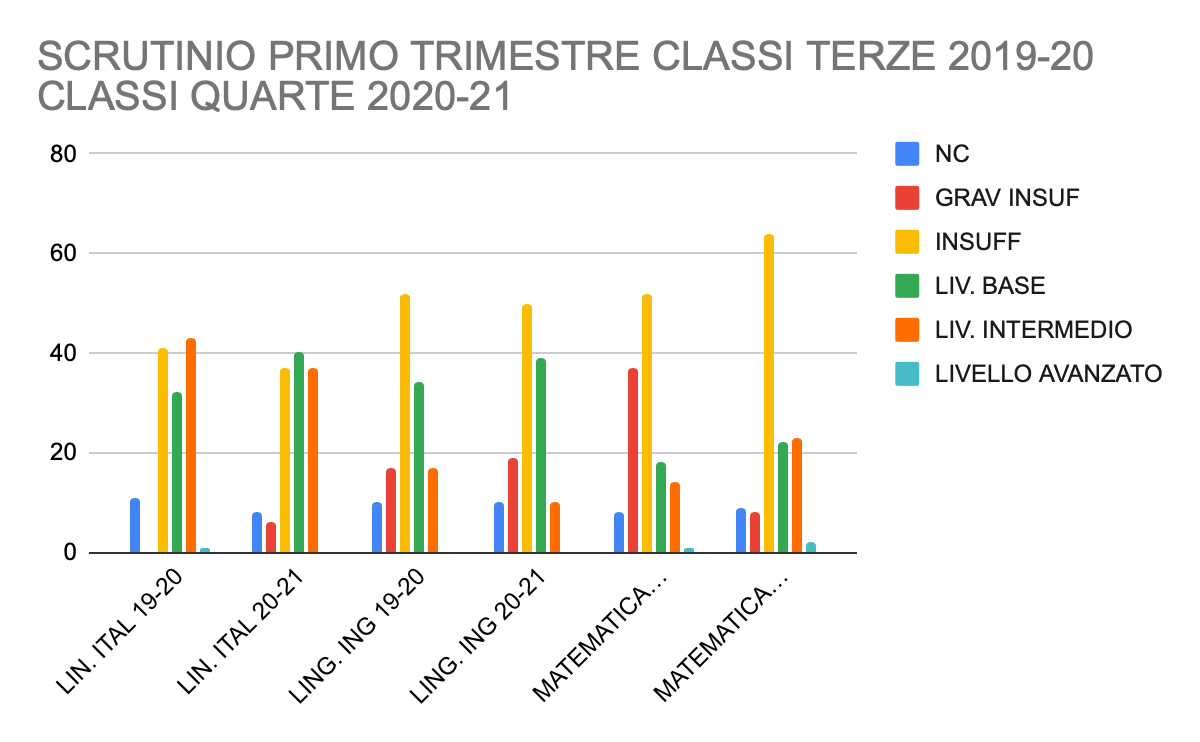 SCRUTINIO PRIMO TRIMESTRE CLASSI TERZE 2019-20
CLASSI QUARTE 2020-21
80
60
40
20
0
NC
GRAV INSUF
INSUFF
LIV. BASE
LIV. INTERMEDIO
LIVELLO AVANZATO
LIN. ITAL 19-20
LIN. ITAL 20-21
LING. ING 19-20
LING. ING 20-21
MATEMATICA…
MATEMATICA…